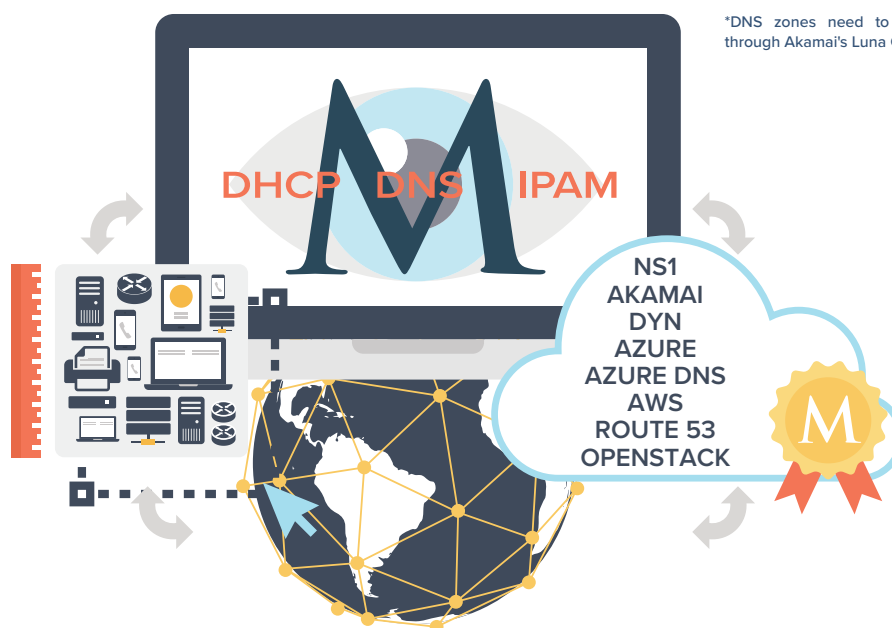 *DNS zones need to
through Akamai's Luna
M
DHCP DNS IPAM
NS1
AKAMAI
DYN
AZURE
AZURE DNS
AWS
ROUTE 53
OPENSTACK
M